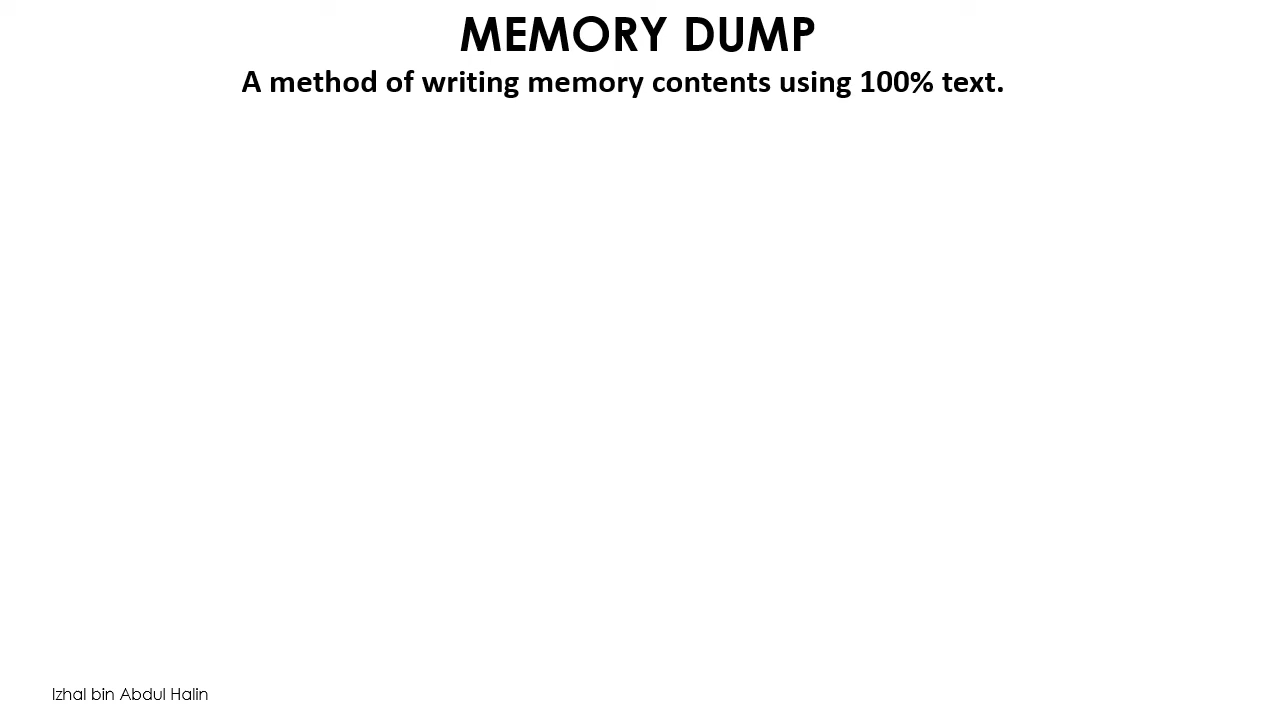 MEMORY DUMP
A method of writing memory contents using 100% text.
Izhal bin Abdul Halin